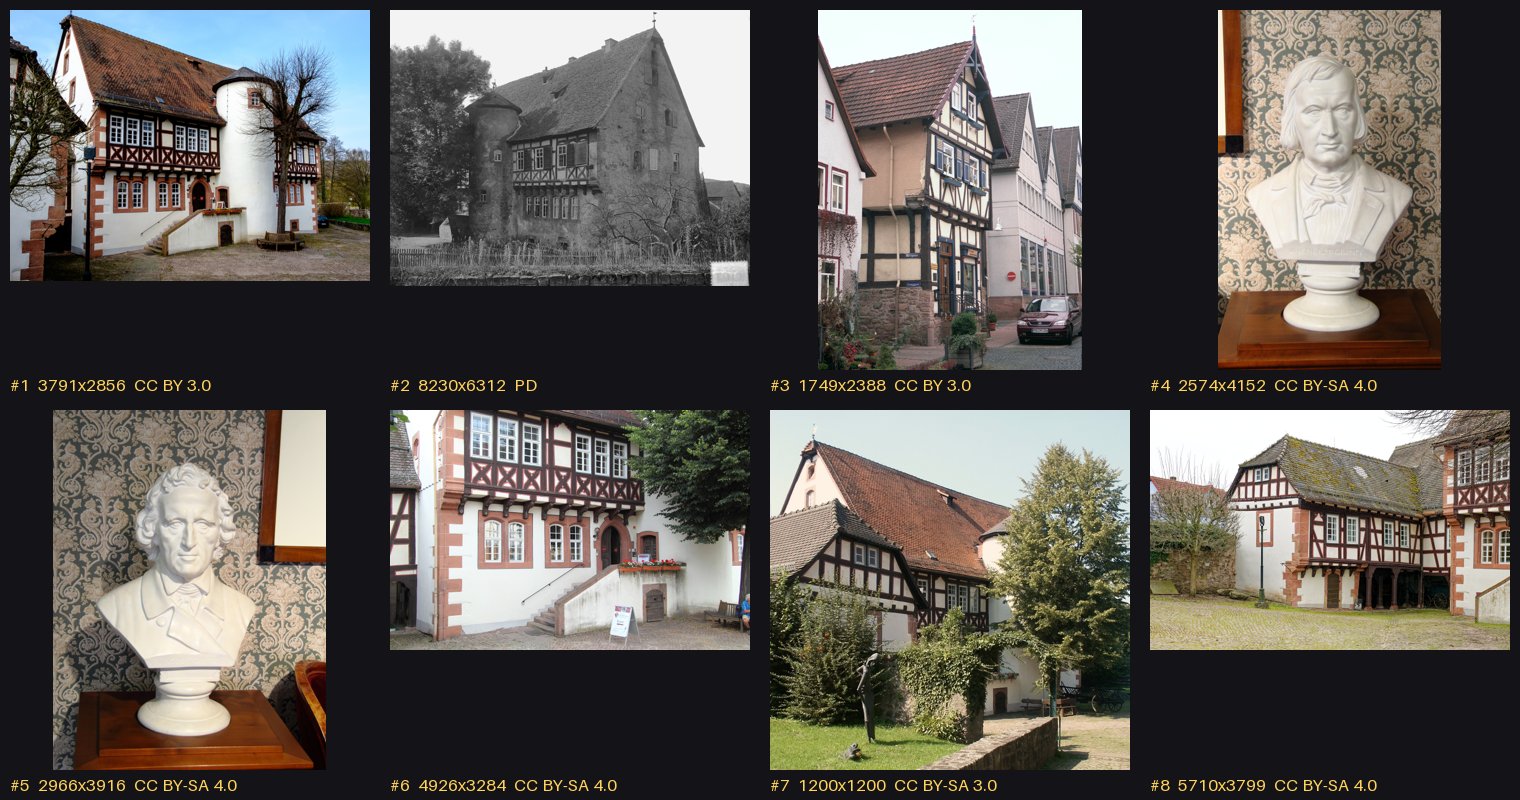 #1 3791x2856 CC BY 3.0
#2 8230x6312 PD
#3 1749x2388 CC BY 3.0
#4 2574x4152 CC BY-SA 4.0
#5 2966x3916 CC BY-SA 4.0
#6 4926x3284 CC BY-SA 4.0
#7 1200x1200 CC BY-SA 3.0
#8 5710x3799 CC BY-SA 4.0